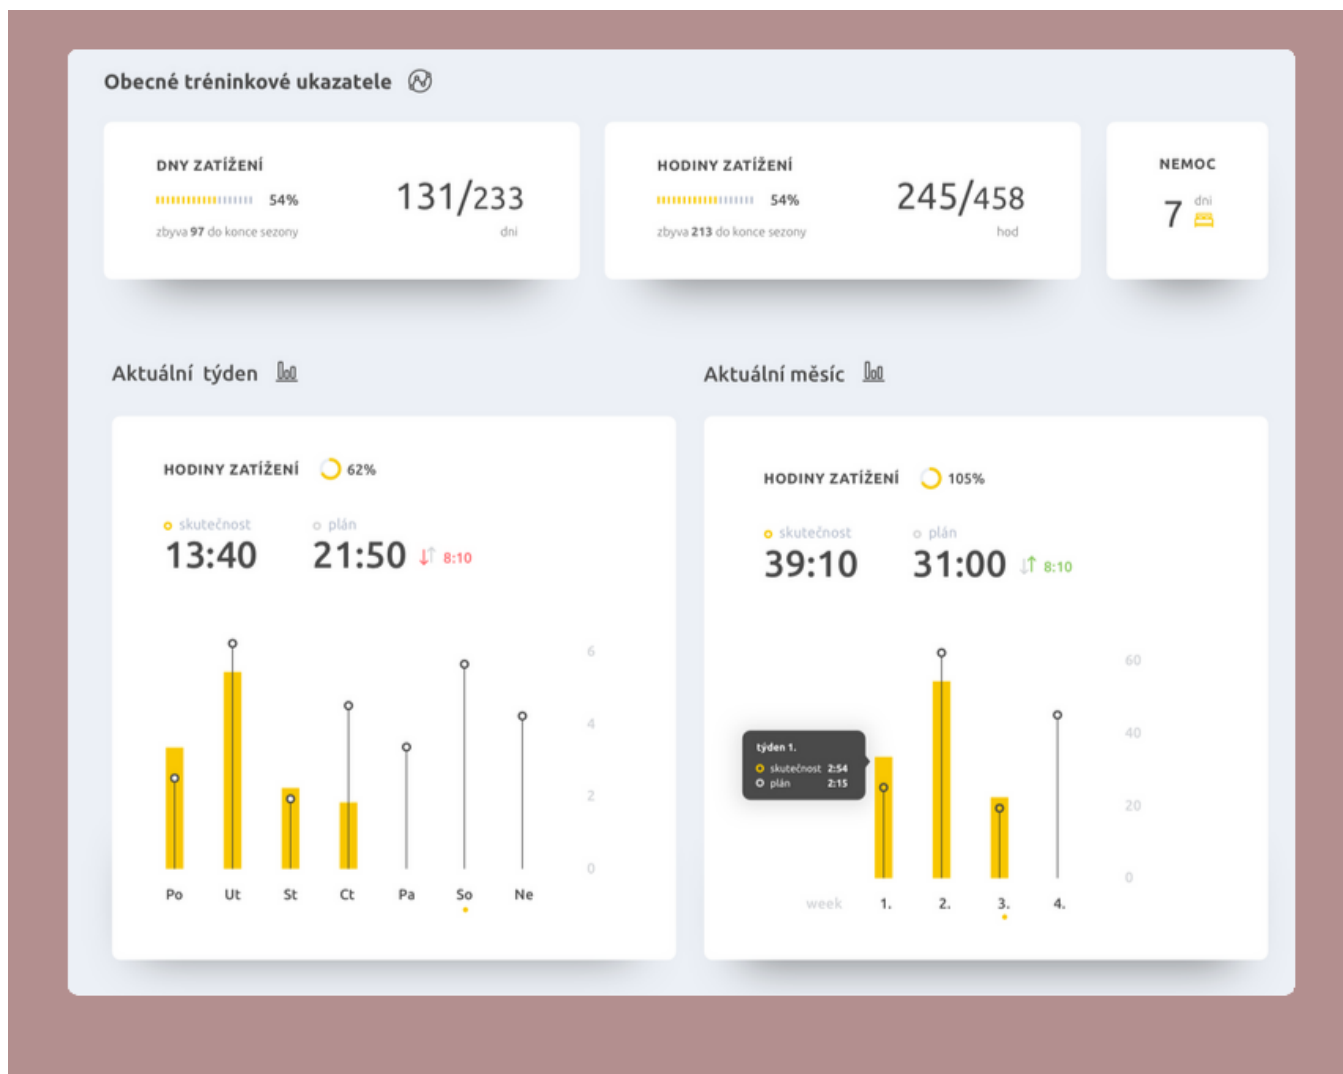 Obecné tréninkové ukazatele
DNY ZATÍŽENÍ
54%
131/233
zbyva 97 do konce sezony
dni
HODINY ZATÍŽENÍ
54%
245/458
zbyva 213 do konce sezony
hod
NEMOC
7 dni
Aktuální týden
HODINY ZATÍŽENÍ 62%
skutečnost plán
13:40 21:50 8:10
6
4
2
0
Po Ut St Ct Pa So Ne
Aktuální měsíc
HODINY ZATÍŽENÍ 105%
skutečnost plán
39:10 31:00 8:10
60
40
20
0
týden 1.
skutečnost 2:54
plán 2:15
week 1. 2. 3. 4.